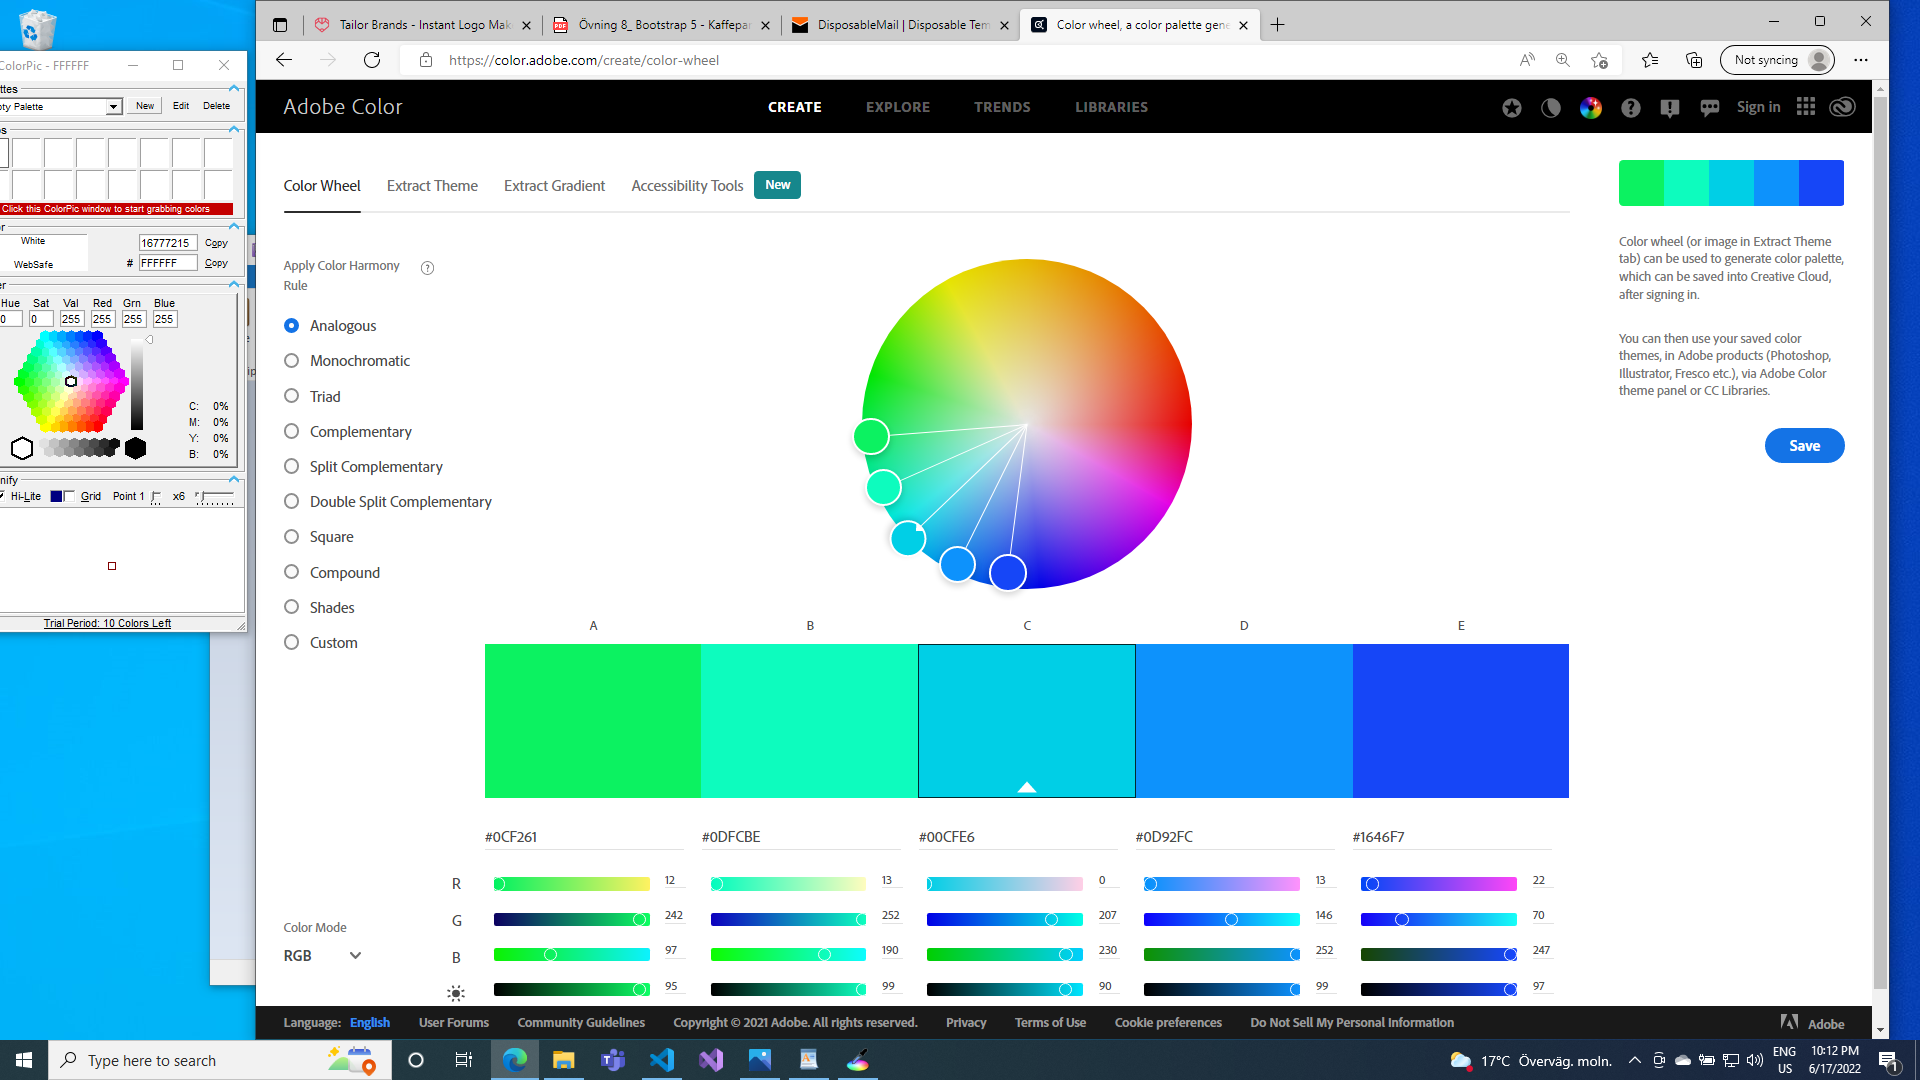 Tailor Brands - Instant Logo Mak
Övning 8_ Bootstrap 5 - Kaffepar
DisposableMail | Disposable Tem
Color wheel, a color palette gene
https://color.adobe.com/create/color-wheel
Not syncing
ColorPic - FFFFFF
New
Edit
Delete
Click this ColorPic window to start grabbing colors
White
16777215
Copy
WebSafe
#
FFFFFF
Copy
Hue Sat Val Red Grn Blue
0 0 255 255 255 255
C: 0%
M: 0%
Y: 0%
B: 0%
Hi-Lite
Grid
Point 1
x6
Trial Period: 10 Colors Left
Adobe Color
CREATE
EXPLORE
TRENDS
LIBRARIES
Sign in
Color Wheel
Extract Theme
Extract Gradient
Accessibility Tools
New
Apply Color Harmony
Rule
Analogous
Monochromatic
Triad
Complementary
Split Complementary
Double Split Complementary
Square
Compound
Shades
Custom
Color wheel (or image in Extract Theme
tab) can be used to generate color palette,
which can be saved into Creative Cloud,
after signing in.
You can then use your saved color
themes, in Adobe products (Photoshop,
Illustrator, Fresco etc.), via Adobe Color
theme panel or CC Libraries.
Save
A B C D E
#0CF261 #0DFCBE #00CFE6 #0D92FC #1646F7
R 12 13 0 13 22
G 242 252 207 146 70
B 97 190 230 252 247
95 99 90 99 97
Color Mode
RGB
Language: English
User Forums
Community Guidelines
Copyright © 2021 Adobe. All rights reserved.
Privacy
Terms of Use
Cookie preferences
Do Not Sell My Personal Information
Adobe
Type here to search
17°C Överväg. moln.
ENG
US
10:12 PM
6/17/2022
1